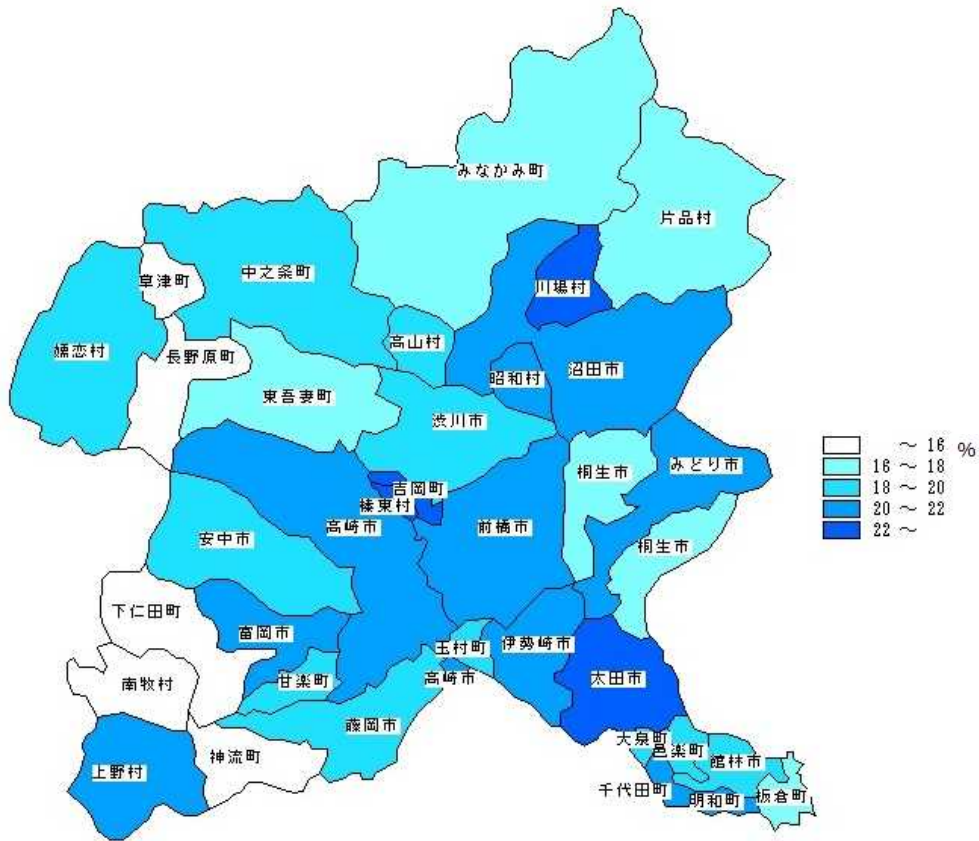 みなかみ町
片品村
中之条町
草津町
川場村
嬬恋村
長野原町
高山村
昭和村
沼田市
東吾妻町
渋川市
桐生市
みどり市
吉岡町
榛東村
高崎市
前橋市
安中市
桐生市
下仁田町
富岡市
玉村町
伊勢崎市
甘楽町
高崎市
太田市
南牧村
藤岡市
上野村
神流町
大泉町
邑楽町
館林市
千代田町
明和町
板倉町
～ 16 %
16 ～ 18
18 ～ 20
20 ～ 22
22 ～